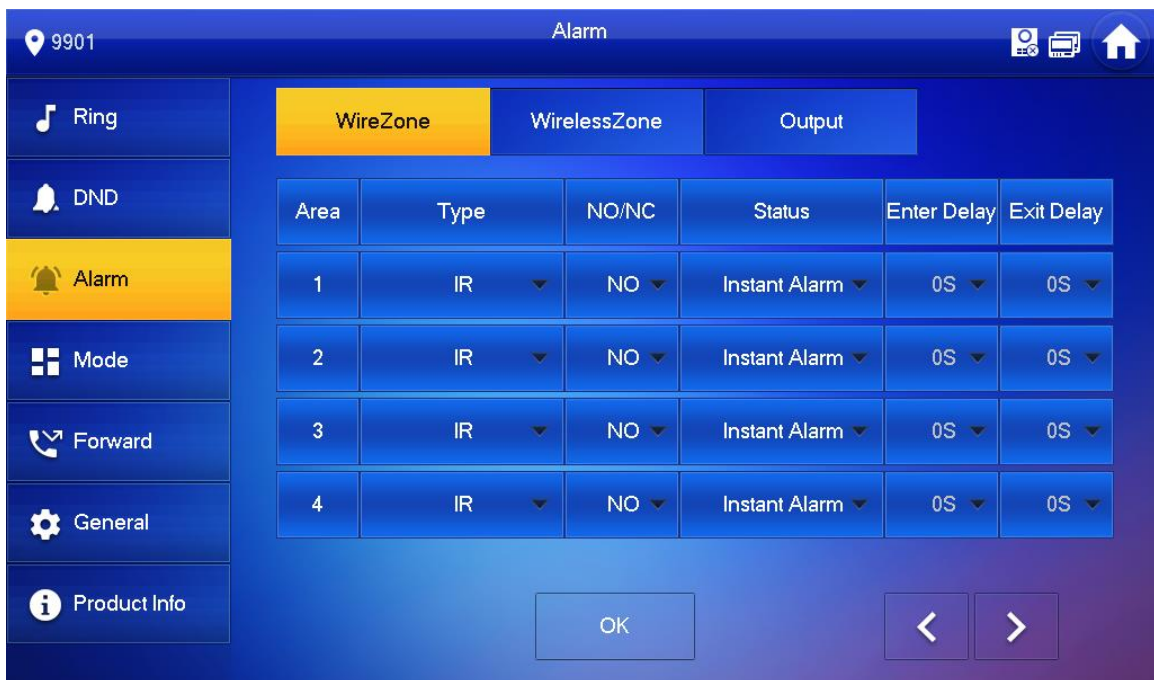 9901
Alarm
Ring
DND
Alarm
Mode
Forward
General
Product Info
WireZone WirelessZone Output
Area Type NO/NC Status Enter Delay Exit Delay
1 IR NO Instant Alarm 0S 0S
2 IR NO Instant Alarm 0S 0S
3 IR NO Instant Alarm 0S 0S
4 IR NO Instant Alarm 0S 0S
OK